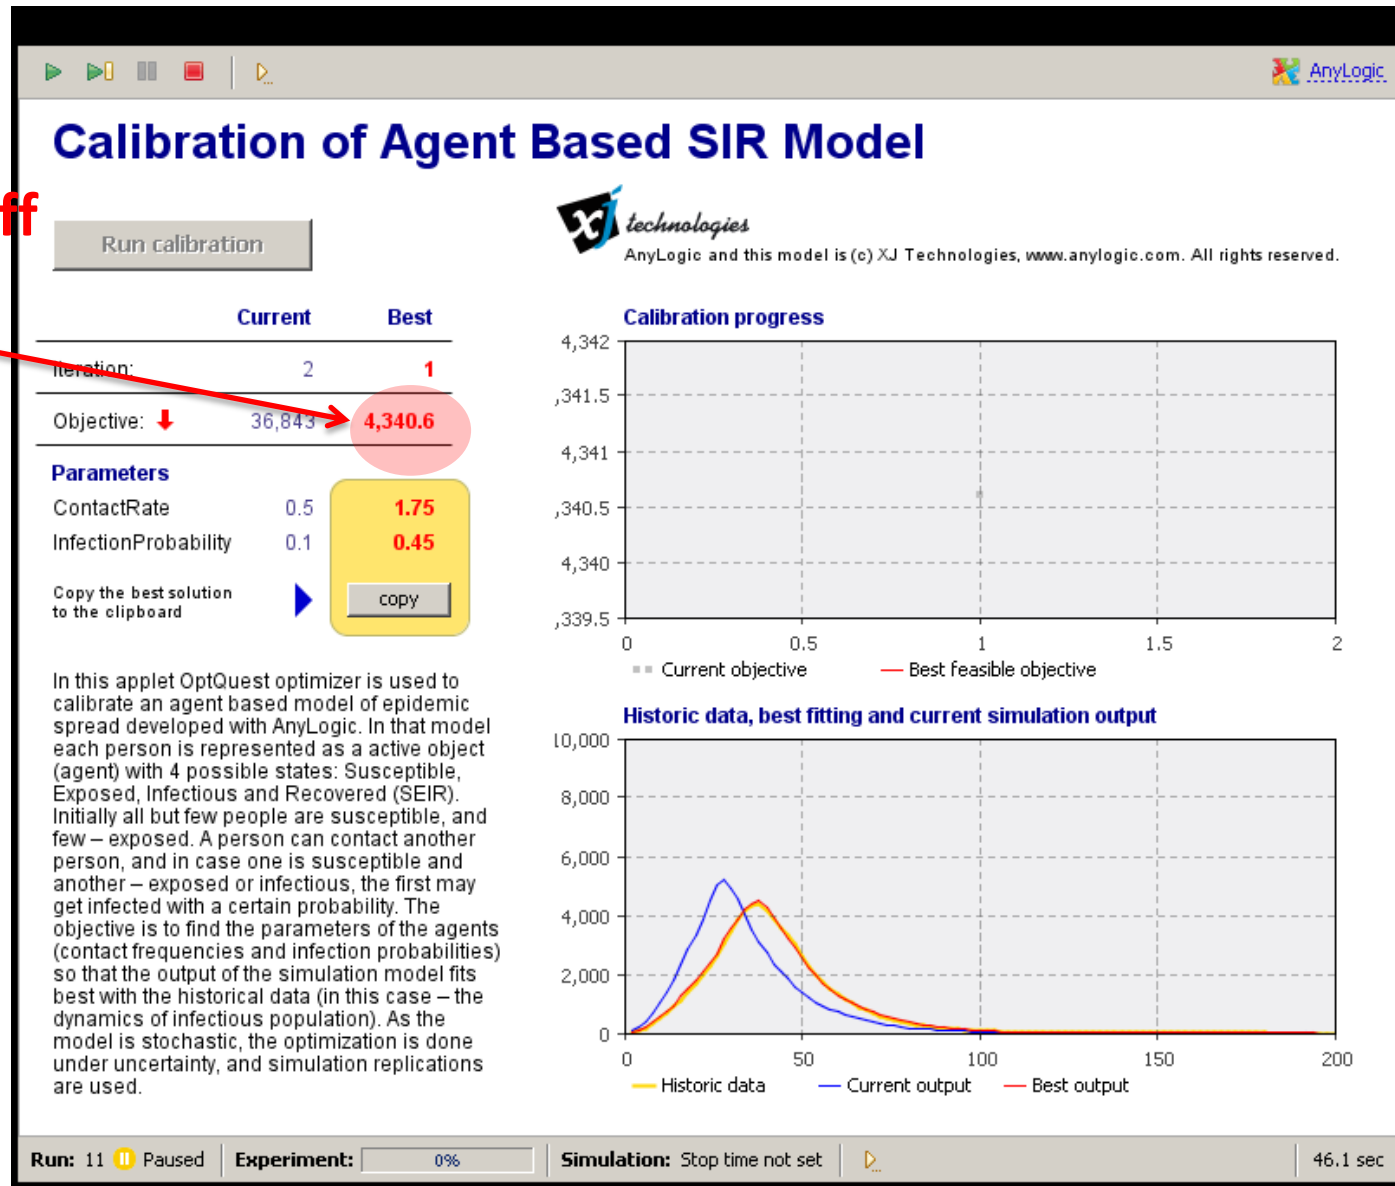 AnyLogic
Calibration of Agent Based SIR Model
ff
Run calibration
XJ technologies
AnyLogic and this model is (c) XJ Technologies, www.anylogic.com. All rights reserved.
Current Best
Iteration: 2 1
Objective: 36,843 4,340.6
Parameters
ContactRate 0.5 1.75
InfectionProbability 0.1 0.45
Copy the best solution
to the clipboard
copy
In this applet OptQuest optimizer is used to
calibrate an agent based model of epidemic
spread developed with AnyLogic. In that model
each person is represented as a active object
(agent) with 4 possible states: Susceptible,
Exposed, Infectious and Recovered (SEIR).
Initially all but few people are susceptible, and
few – exposed. A person can contact another
person, and in case one is susceptible and
another – exposed or infectious, the first may
get infected with a certain probability. The
objective is to find the parameters of the agents
(contact frequencies and infection probabilities)
so that the output of the simulation model fits
best with the historical data (in this case – the
dynamics of infectious population). As the
model is stochastic, the optimization is done
under uncertainty, and simulation replications
are used.
Calibration progress
4,342
,341.5
4,341
,340.5
4,340
,339.5
0 0.5 1 1.5 2
Current objective Best feasible objective
Historic data, best fitting and current simulation output
10,000
8,000
6,000
4,000
2,000
0
0 50 100 150 200
Historic data Current output Best output
Run: 11 Paused Experiment: 0% Simulation: Stop time not set 46.1 sec